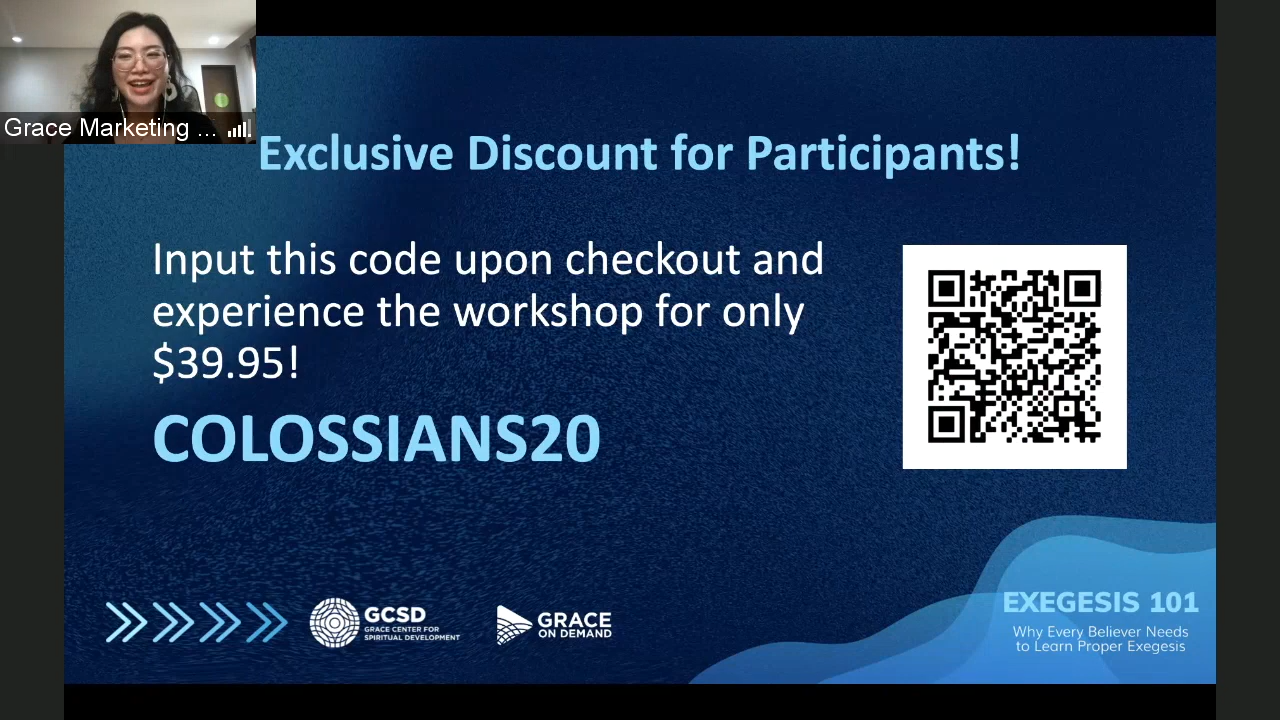 Grace Marketing ...
Exclusive Discount for Participants!
Input this code upon checkout and
experience the workshop for only
$39.95!
COLOSSIANS20
GCSD
GRACE CENTER FOR
SPIRITUAL DEVELOPMENT
GRACE
ON DEMAND
EXEGESIS 101
Why Every Believer Needs
to Learn Proper Exegesis